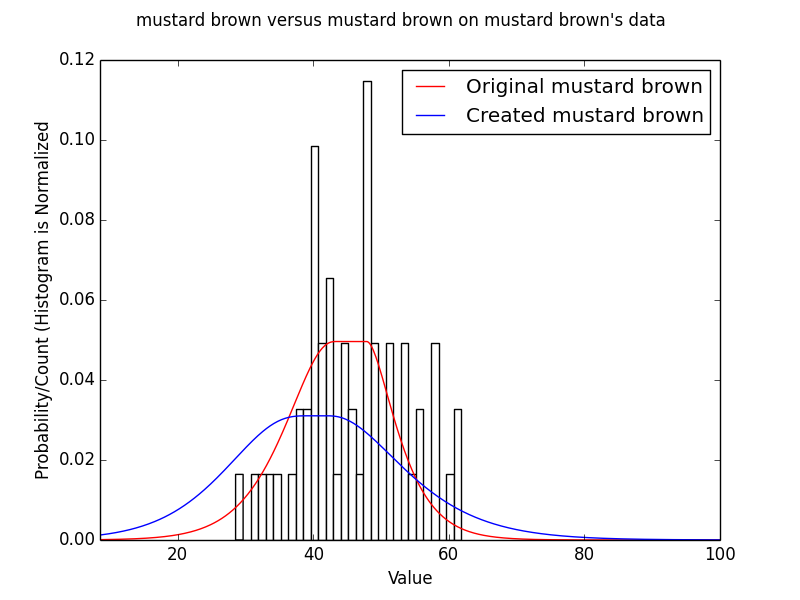 mustard brown versus mustard brown on mustard brown's data
Original mustard brown
Created mustard brown
Probability/Count (Histogram is Normalized
0.12
0.10
0.08
0.06
0.04
0.02
0.00
20
40
60
80
100
Value